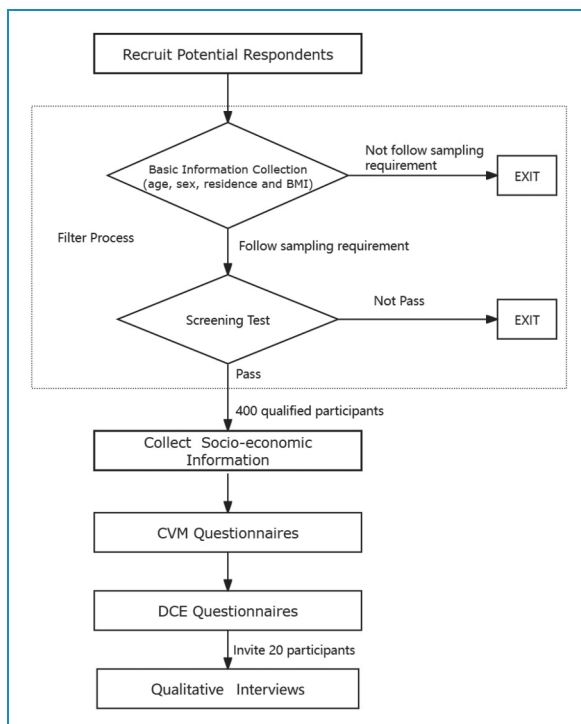 Recruit Potential Respondents
Not follow sampling
requirement
Basic Information Collection
(age, sex, residence and BMI)
EXIT
Filter Process
Follow sampling requirement
Not Pass
Screening Test
EXIT
Pass
400 qualified participants
Collect Socio-economic
Information
CVM Questionnaires
DCE Questionnaires
Invite 20 participants
Qualitative Interviews